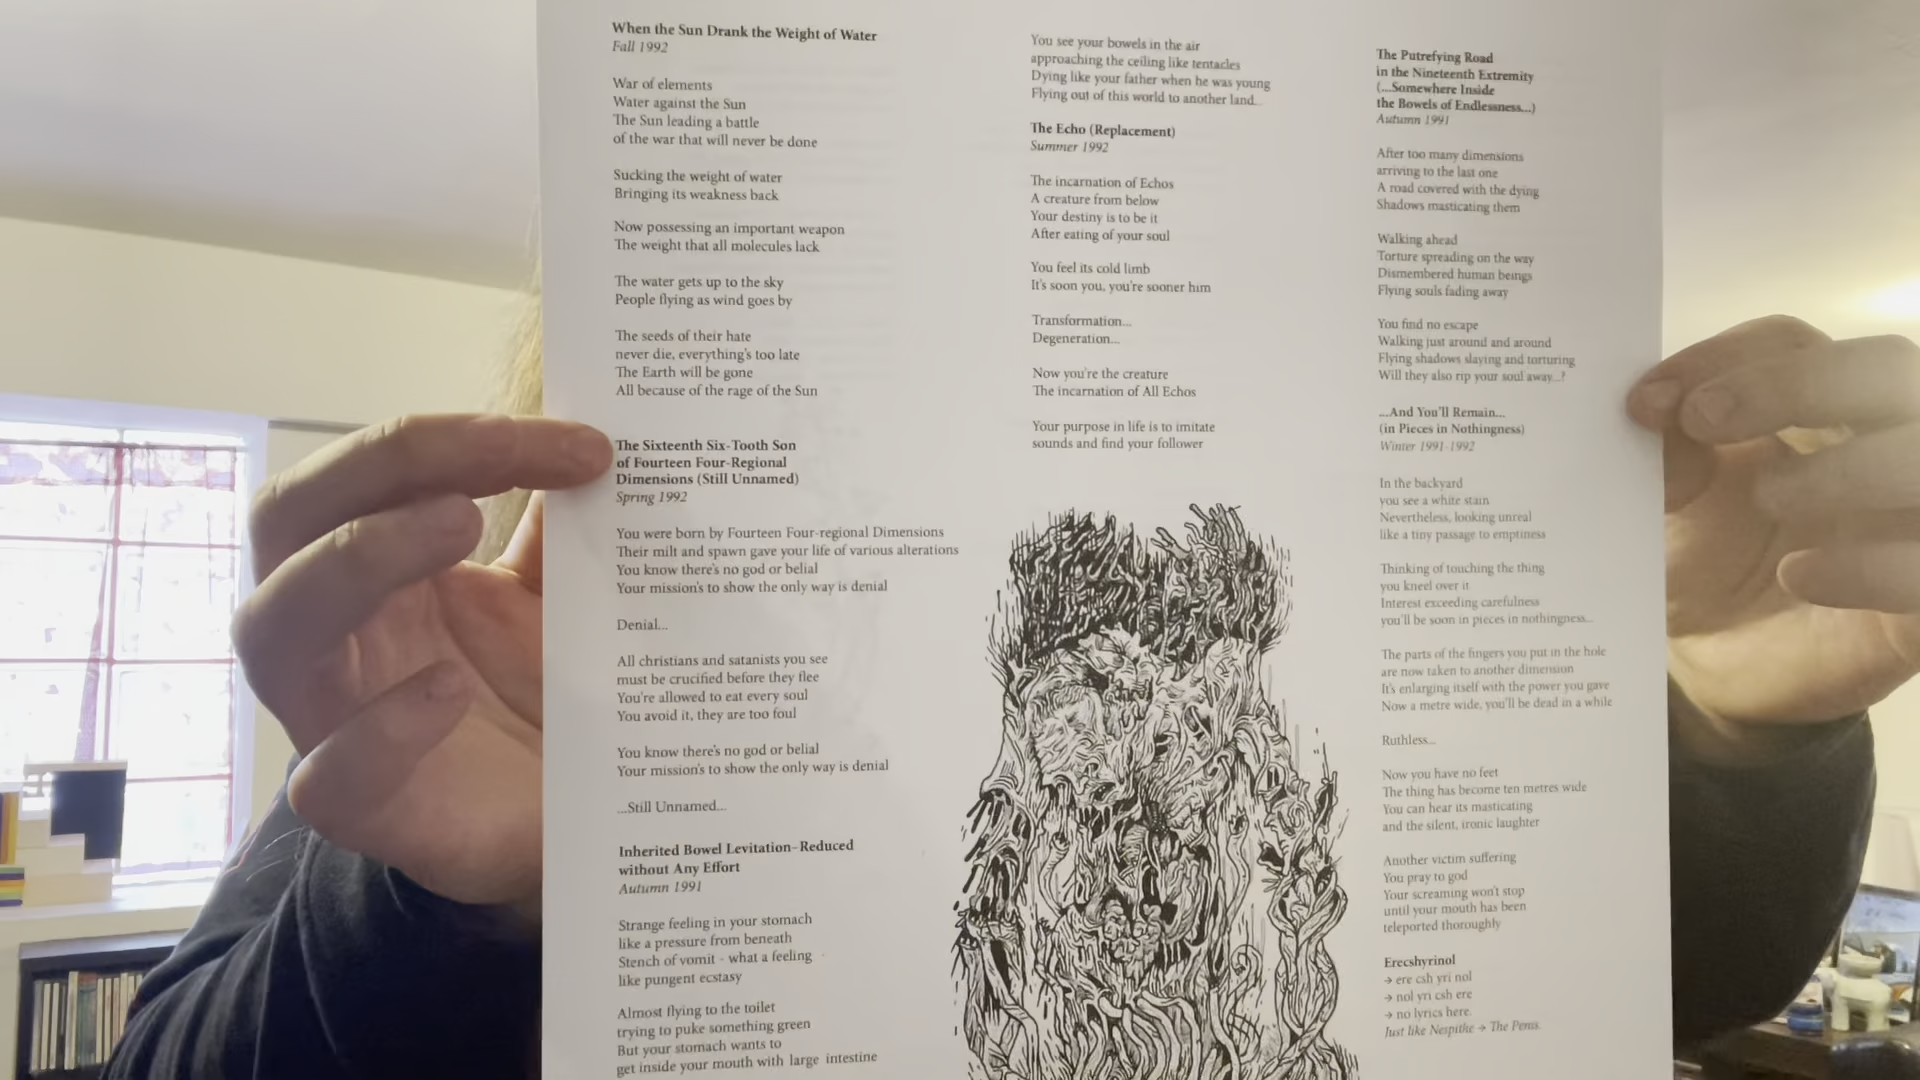 When the Sun Drank the Weight of Water
Fall 1992
War of elements
Water against the Sun
The Sun leading a battle
of the war that will never be done
Sucking the weight of water
Bringing its weakness back
Now possessing an important weapon
The weight that all molecules lack
The water gets up to the sky
People flying as wind goes by
The seeds of their hate
never die, everything's too late
The Earth will be gone
All because of the rage of the Sun
The Sixteenth Six-Tooth Son
of Fourteen Four-Regional
Dimensions (Still Unnamed)
Spring 1992
You were born by Fourteen Four-regional Dimensions
Their milt and spawn gave your life of various alterations
You know there's no god or belial
Your mission's to show the only way is denial
Denial...
All christians and satanists you see
must be crucified before they flee
You're allowed to eat every soul
You avoid it, they are too foul
You know there's no god or belial
Your mission's to show the only way is denial
...Still Unnamed...
Inherited Bowel Levitation–Reduced
without Any Effort
Autumn 1991
Strange feeling in your stomach
like a pressure from beneath
Stench of vomit - what a feeling
like pungent ecstasy
Almost flying to the toilet
trying to puke something green
But your stomach wants to
get inside your mouth with large intestine
You see your bowels in the air
approaching the ceiling like tentacles
Dying like your father when he was young
Flying out of this world to another land...
The Echo (Replacement)
Summer 1992
The incarnation of Echos
A creature from below
Your destiny is to be it
After eating of your soul
You feel its cold limb
It's soon you, you're sooner him
Transformation...
Degeneration...
Now you're the creature
The incarnation of All Echos
Your purpose in life is to imitate
sounds and find your follower
The Putrefying Road
in the Nineteenth Extremity
(...Somewhere Inside
the Bowels of Endlessness...)
Autumn 1991
After too many dimensions
arriving to the last one
A road covered with the dying
Shadows masticating them
Walking ahead
Torture spreading on the way
Dismembered human beings
Flying souls fading away
You find no escape
Walking just around and around
Flying shadows slaying and torturing
Will they also rip your soul away...?
...And You'll Remain...
(in Pieces in Nothingness)
Winter 1991-1992
In the backyard
you see a white stain
Nevertheless, looking unreal
like a tiny passage to emptiness
Thinking of touching the thing
you kneel over it
Interest exceeding carefulness
you'll be soon in pieces in nothingness...
The parts of the fingers you put in the hole
are now taken to another dimension
It's enlarging itself with the power you gave
Now a metre wide, you'll be dead in a while
Ruthless...
Now you have no feet
The thing has become ten metres wide
You can hear its masticating
and the silent, ironic laughter
Another victim suffering
You pray to god
Your screaming won't stop
until your mouth has been
teleported thoroughly
Erecshyrinol
→ ere csh yri nol
→ nol yri csh ere
→ no lyrics here.
Just like Nespithe → The Penis.